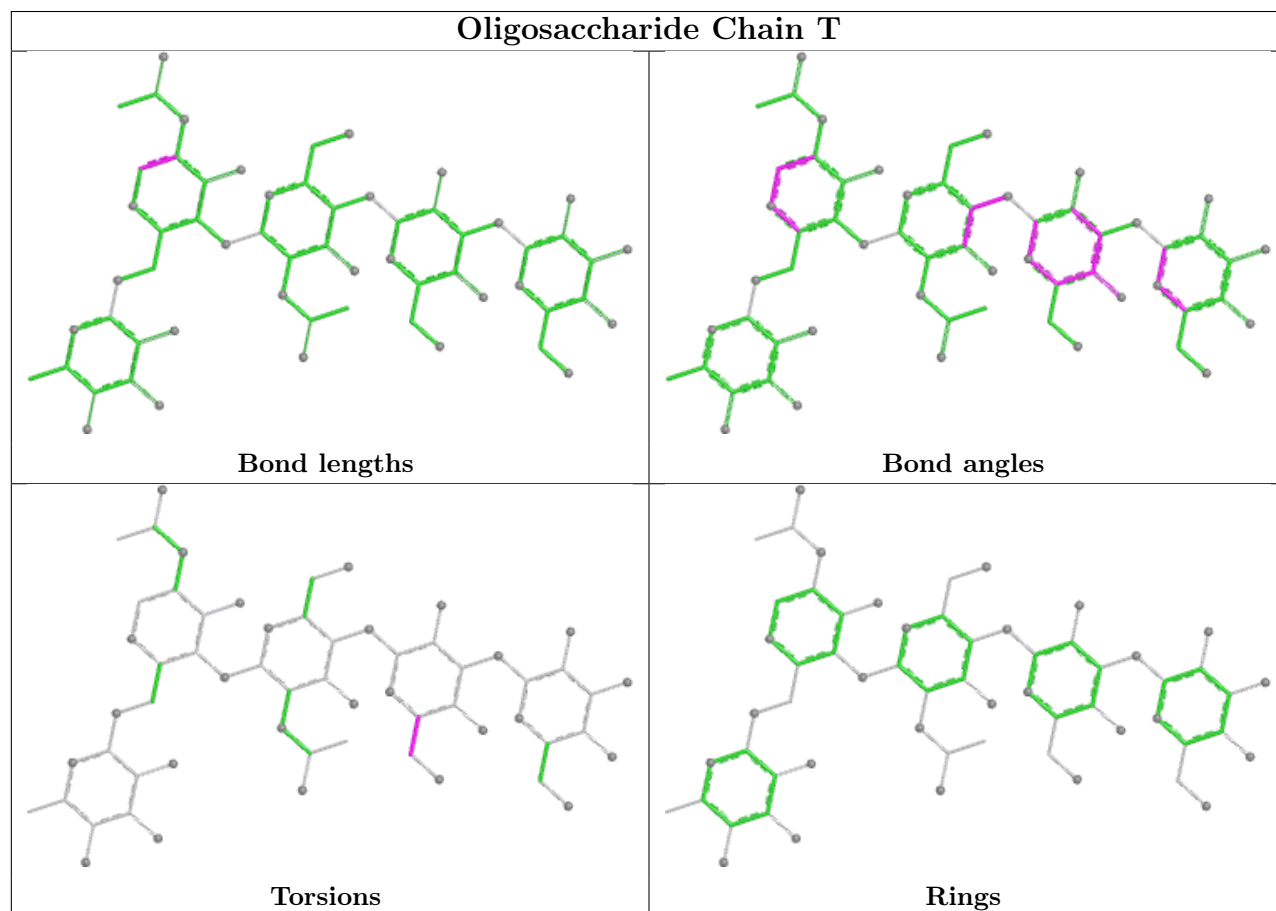 Oligosaccharide Chain T
Bond lengths
Bond angles
Torsions
Rings